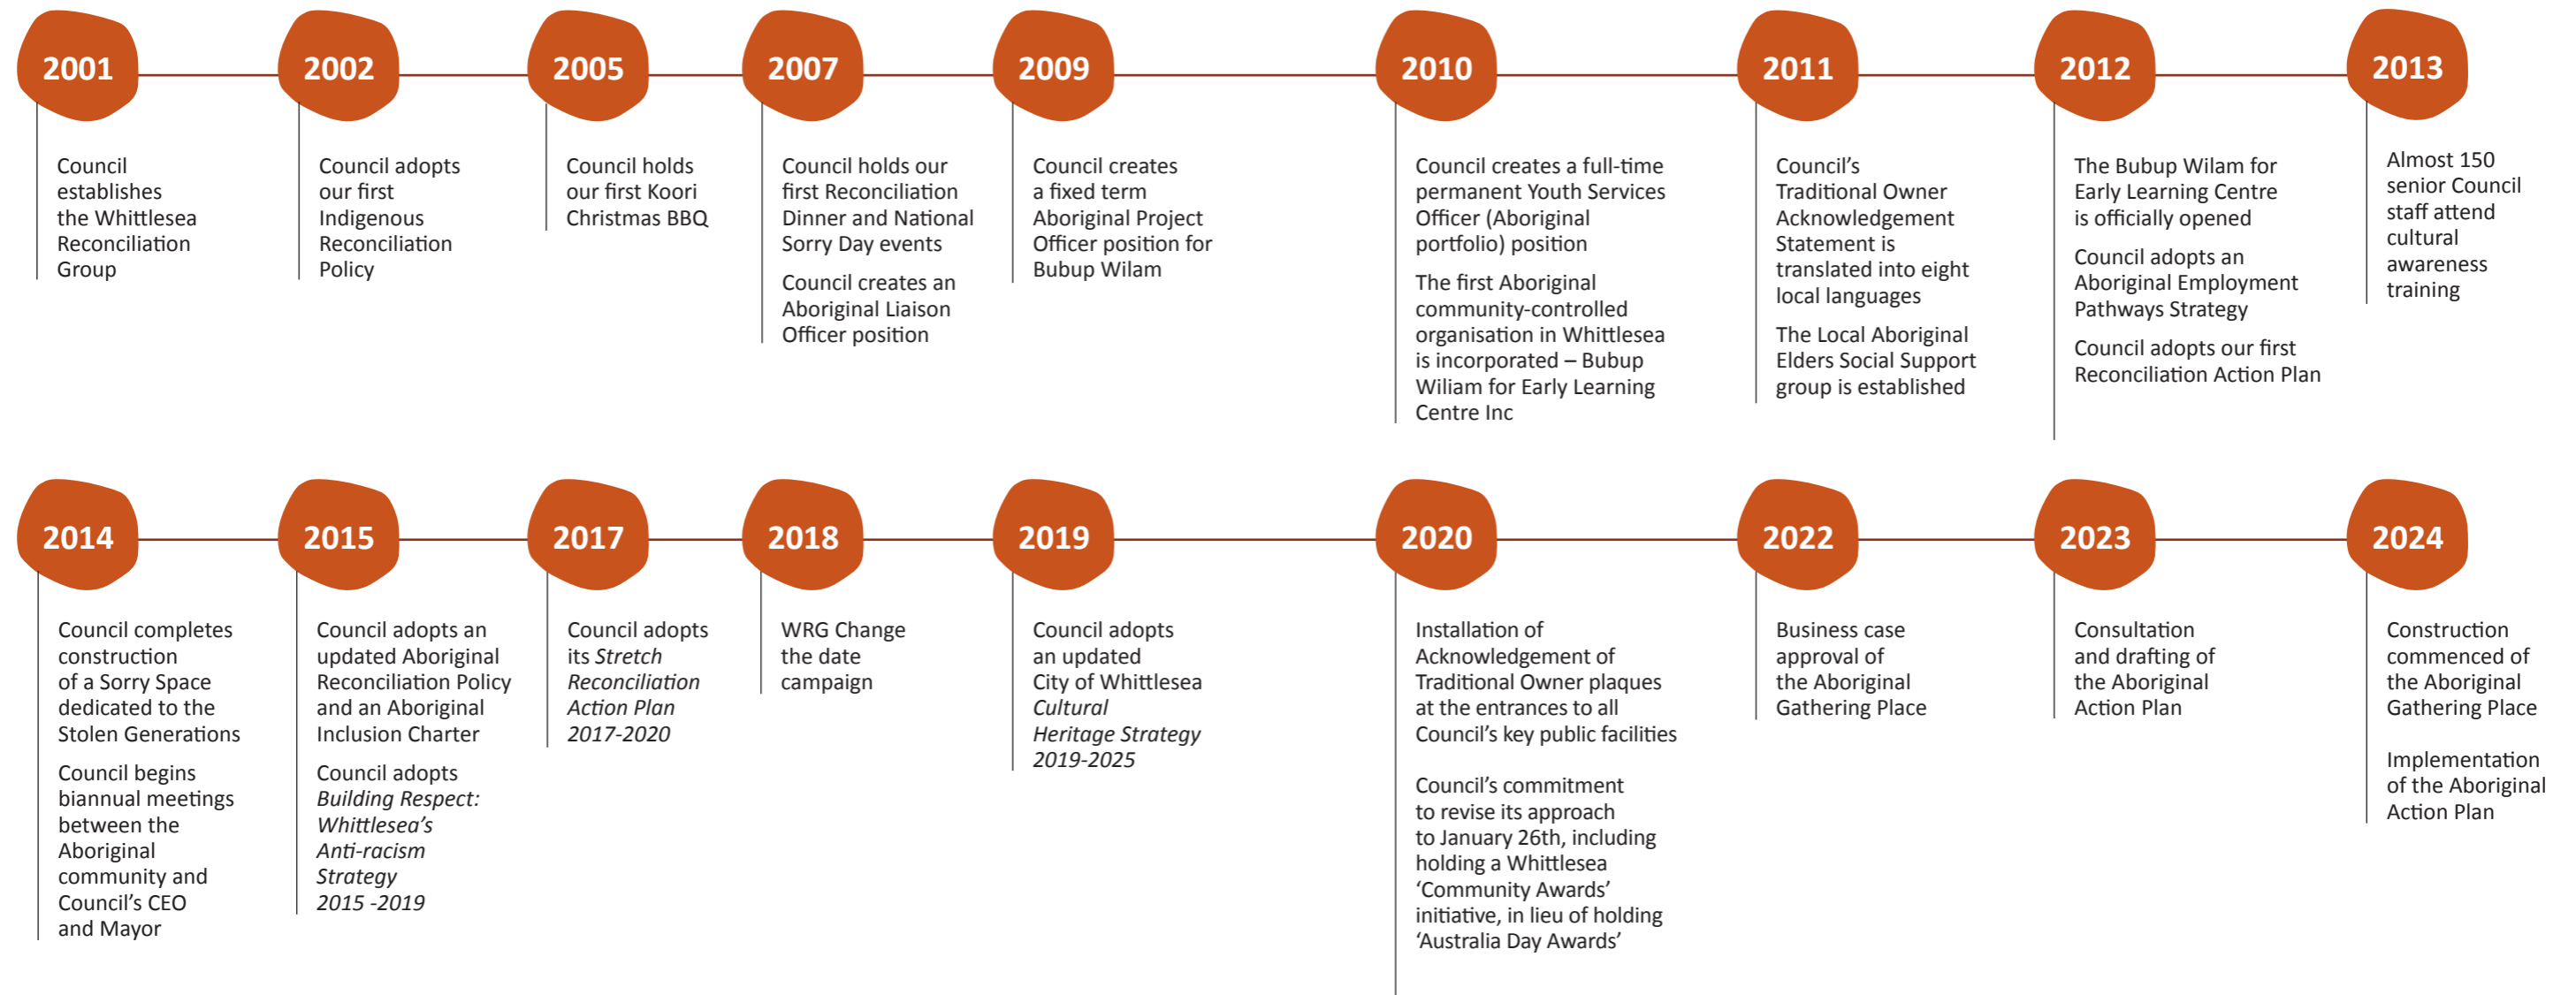 2001
Council
establishes
the Whittlesea
Reconciliation
Group
2002
Council adopts
our first
Indigenous
Reconciliation
Policy
2005
Council holds
our first Koori
Christmas BBQ
2007
Council holds our
first Reconciliation
Dinner and National
Sorry Day events
Council creates an
Aboriginal Liaison
Officer position
2009
Council creates
a fixed term
Aboriginal Project
Officer position for
Bubup Wilam
2010
Council creates a full-time
permanent Youth Services
Officer (Aboriginal
portfolio) position
The first Aboriginal
community-controlled
organisation in Whittlesea
is incorporated – Bubup
Wiliam for Early Learning
Centre Inc
2011
Council’s
Traditional Owner
Acknowledgement
Statement is
translated into eight
local languages
The Local Aboriginal
Elders Social Support
group is established
2012
The Bubup Wilam for
Early Learning Centre
is officially opened
Council adopts an
Aboriginal Employment
Pathways Strategy
Council adopts our first
Reconciliation Action Plan
2013
Almost 150
senior Council
staff attend
cultural
awareness
training
2014
Council completes
construction
of a Sorry Space
dedicated to the
Stolen Generations
Council begins
biannual meetings
between the
Aboriginal
community and
Council’s CEO
and Mayor
2015
Council adopts an
updated Aboriginal
Reconciliation Policy
and an Aboriginal
Inclusion Charter
Council adopts
Building Respect:
Whittlesea’s
Anti-racism
Strategy
2015 -2019
2017
Council adopts
its Stretch
Reconciliation
Action Plan
2017-2020
2018
WRG Change
the date
campaign
2019
Council adopts
an updated
City of Whittlesea
Cultural
Heritage Strategy
2019-2025
2020
Installation of
Acknowledgement of
Traditional Owner plaques
at the entrances to all
Council’s key public facilities
Council’s commitment
to revise its approach
to January 26th, including
holding a Whittlesea
‘Community Awards’
initiative, in lieu of holding
‘Australia Day Awards’
2022
Business case
approval of
the Aboriginal
Gathering Place
2023
Consultation
and drafting of
the Aboriginal
Action Plan
2024
Construction
commenced of
the Aboriginal
Gathering Place
Implementation
of the Aboriginal
Action Plan